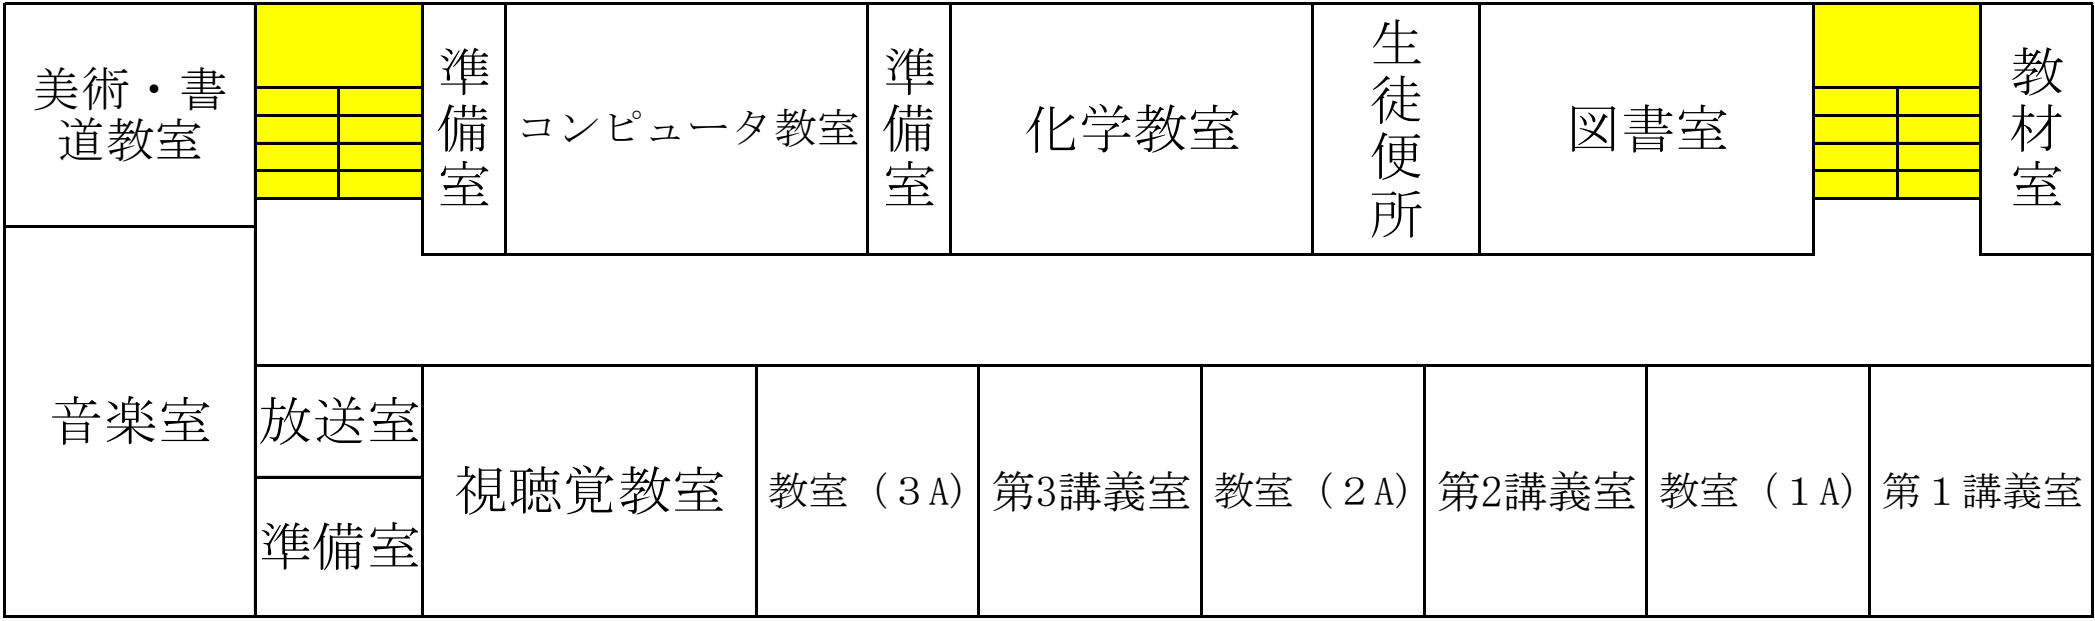 美術・書
道教室
準備室
コンピュータ教室
準備室
化学教室
生徒便所
図書室
教材室
音楽室
放送室
準備室
視聴覚教室
教室（３A）
第3講義室
教室（２A）
第2講義室
教室（１A）
第１講義室